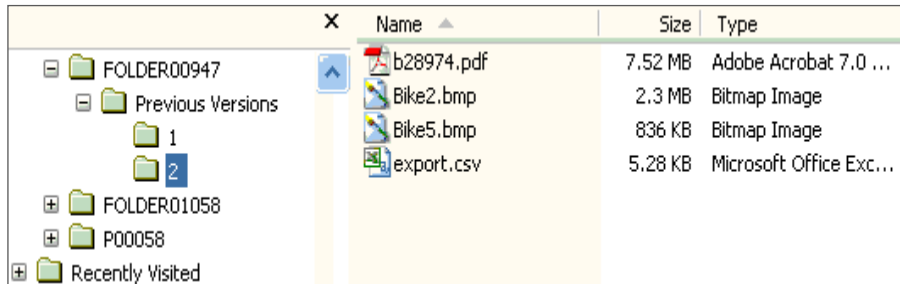 X
FOLDER00947
Previous Versions
1
2
FOLDER01058
P00058
Recently Visited
Name Size Type
b28974.pdf 7.52 MB Adobe Acrobat 7.0 ...
Bike2.bmp 2.3 MB Bitmap Image
Bike5.bmp 836 KB Bitmap Image
export.csv 5.28 KB Microsoft Office Exc...